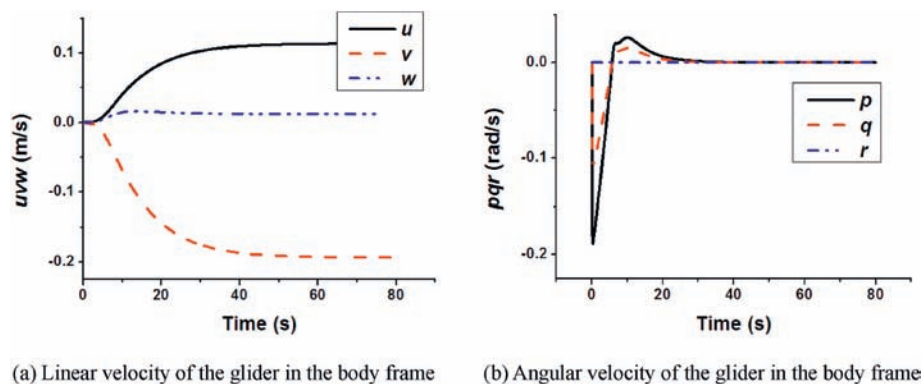 0.1
0.0
-0.1
-0.2
uvw (m/s)
u
v
w
0 20 40 60 80
Time (s)
(a) Linear velocity of the glider in the body frame
0.0
-0.1
-0.2
pqr (rad/s)
p
q
r
0 20 40 60 80
Time (s)
(b) Angular velocity of the glider in the body frame